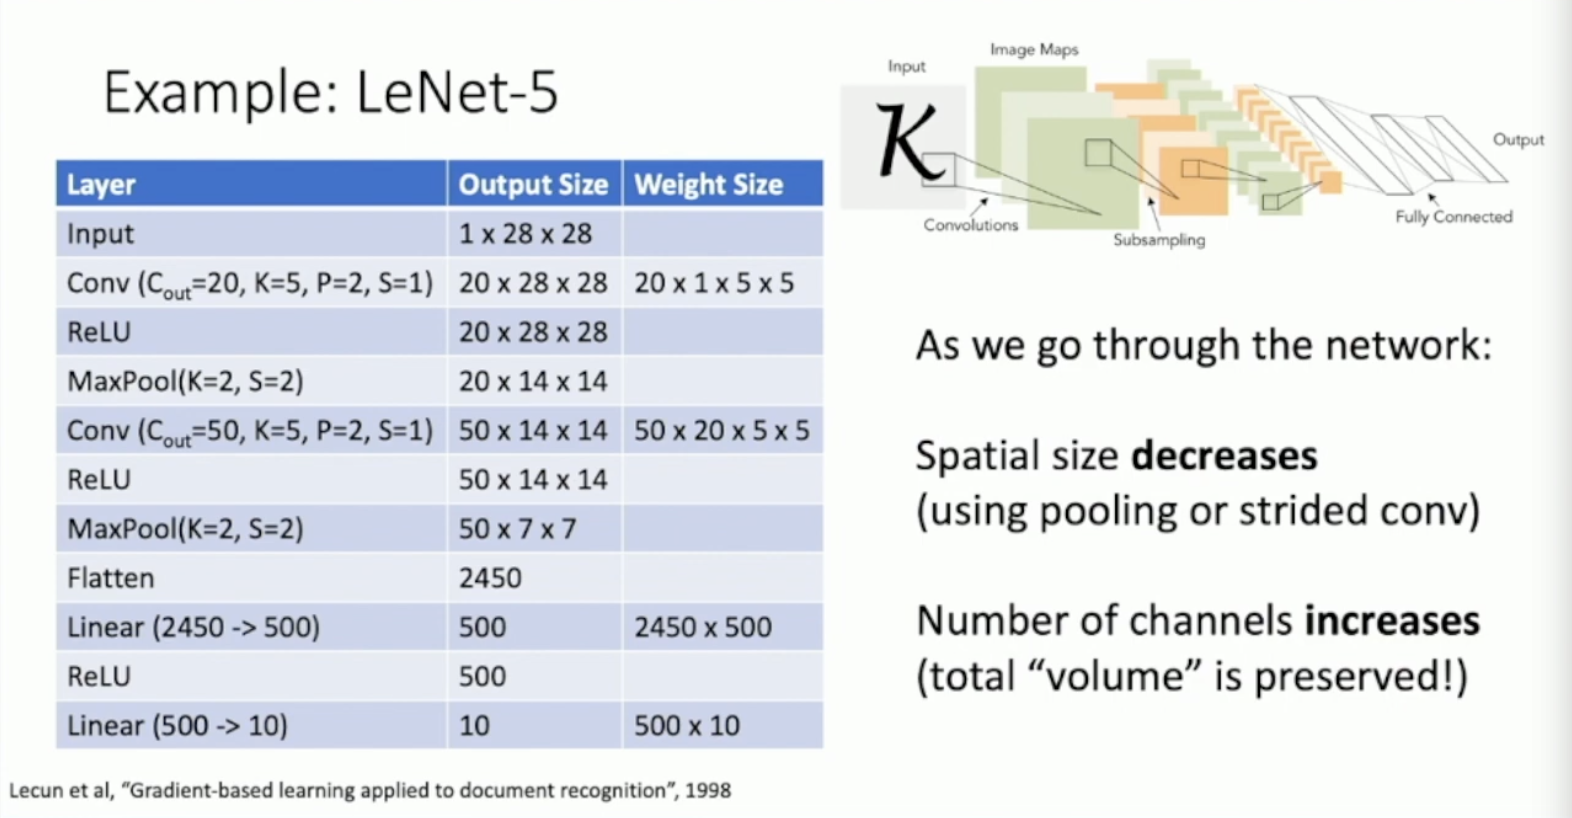 Example: LeNet-5
Layer Output Size Weight Size
Input 1 x 28 x 28
Conv (Cout=20, K=5, P=2, S=1) 20 x 28 x 28 20 x 1 x 5 x 5
ReLU 20 x 28 x 28
MaxPool(K=2, S=2) 20 x 14 x 14
Conv (Cout=50, K=5, P=2, S=1) 50 x 14 x 14 50 x 20 x 5 x 5
ReLU 50 x 14 x 14
MaxPool(K=2, S=2) 50 x 7 x 7
Flatten 2450
Linear (2450 -> 500) 500 2450 x 500
ReLU 500
Linear (500 -> 10) 10 500 x 10
Lecun et al, “Gradient-based learning applied to document recognition”, 1998
Image Maps
Input
K
Output
Convolutions
Subsampling
Fully Connected
As we go through the network:
Spatial size decreases
(using pooling or strided conv)
Number of channels increases
(total “volume” is preserved!)